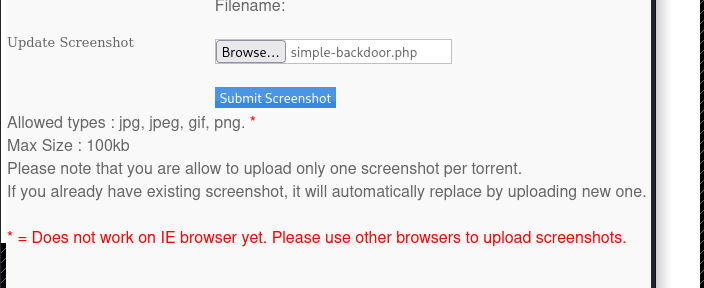 Filename:
Update Screenshot
Browse... simple-backdoor.php
Submit Screenshot
Allowed types : jpg, jpeg, gif, png. *
Max Size : 100kb
Please note that you are allow to upload only one screenshot per torrent.
If you already have existing screenshot, it will automatically replace by uploading new one.
* = Does not work on IE browser yet. Please use other browsers to upload screenshots.